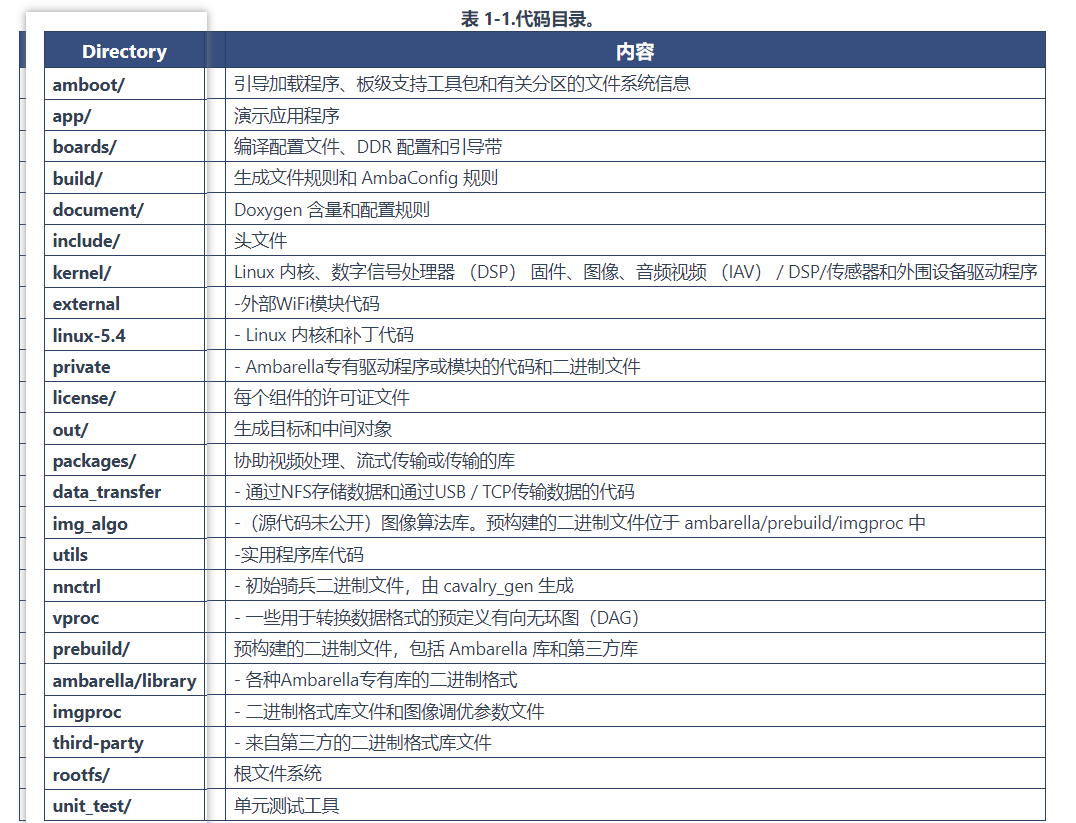 表 1-1.代码目录。
Directory 内容
amboot/ 引导加载程序、板级支持工具包和有关分区的文件系统信息
app/ 演示应用程序
boards/ 编译配置文件、DDR 配置和引导带
build/ 生成文件规则和 AmbaConfig 规则
document/ Doxygen 含量和配置规则
include/ 头文件
kernel/ Linux 内核、数字信号处理器 （DSP） 固件、图像、音频视频 （IAV） / DSP/传感器和外围设备驱动程序
external -外部WiFi模块代码
linux-5.4 - Linux 内核和补丁代码
private - Ambarella专有驱动程序或模块的代码和二进制文件
license/ 每个组件的许可证文件
out/ 生成目标和中间对象
packages/ 协助视频处理、流式传输或传输的库
data_transfer - 通过NFS存储数据和通过USB / TCP传输数据的代码
img_algo -（源代码未公开）图像算法库。预构建的二进制文件位于 ambarella/prebuild/imgproc 中
utils -实用程序库代码
nnctrl - 初始骑兵二进制文件，由 cavalry_gen 生成
vproc - 一些用于转换数据格式的预定义有向无环图（DAG）
prebuild/ 预构建的二进制文件，包括 Ambarella 库和第三方库
ambarella/library - 各种Ambarella专有库的二进制格式
imgproc - 二进制格式库文件和图像调优参数文件
third-party - 来自第三方的二进制格式库文件
rootfs/ 根文件系统
unit_test/ 单元测试工具